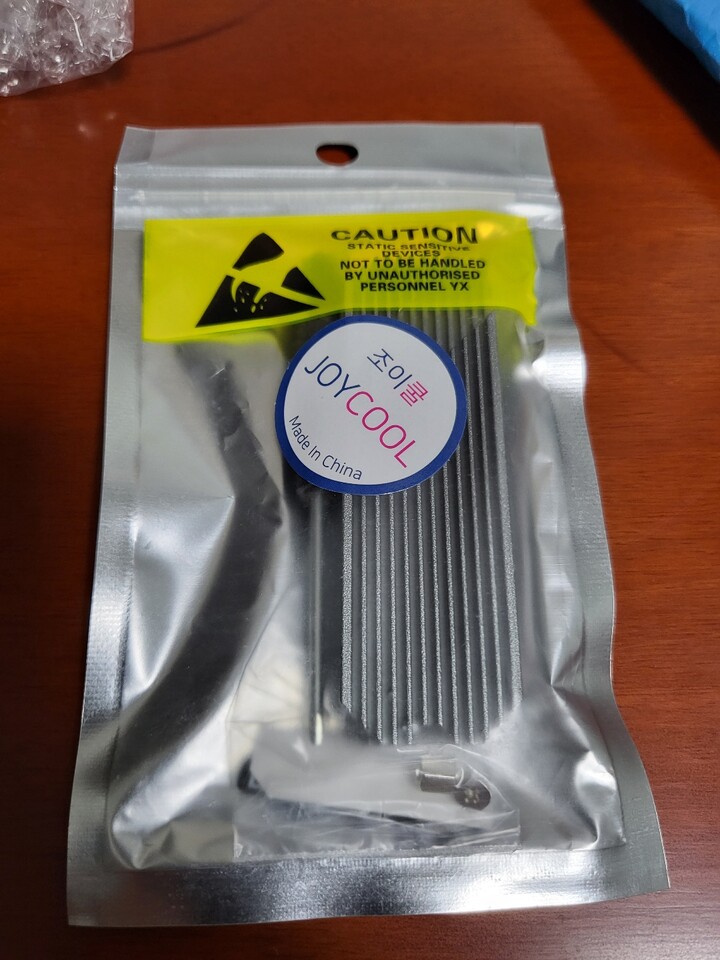 CAUTION
STATIC SENSITIVE
DEVICES
NOT TO BE HANDLED
BY UNAUTHORISED
PERSONNEL YX
조이쿨
JOYCOOL
Made In China